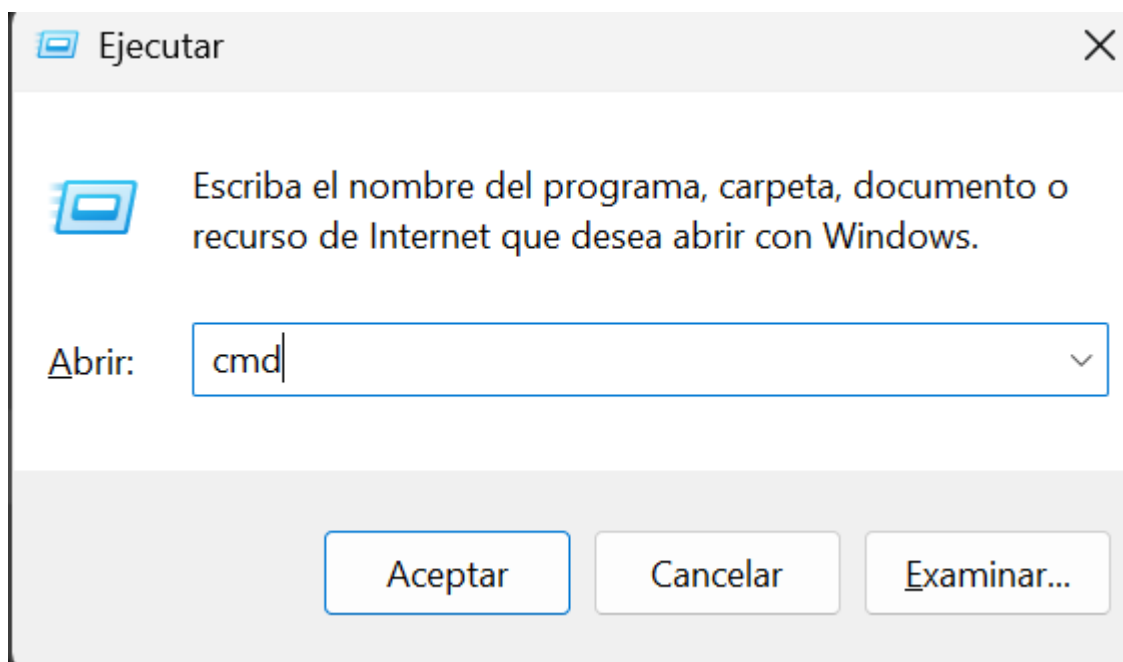 Ejecutar
Escriba el nombre del programa, carpeta, documento o
recurso de Internet que desea abrir con Windows.
Abrir: cmd
Aceptar Cancelar Examinar...